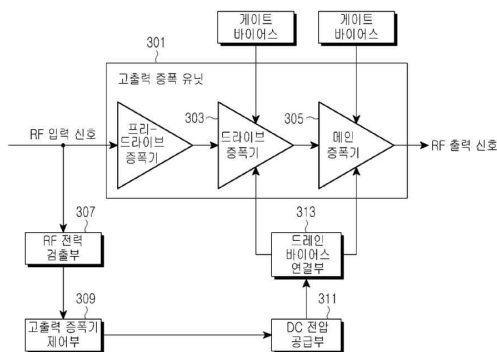 게이트
바이어스
게이트
바이어스
301
고출력 증폭 유닛
303
305
RF 입력 신호
프리-
드라이브
증폭기
드라이브
증폭기
메인
증폭기
RF 출력 신호
307
RF 전력
검출부
313
드레인
바이어스
연결부
309
고출력 증폭기
제어부
311
DC 전압
공급부